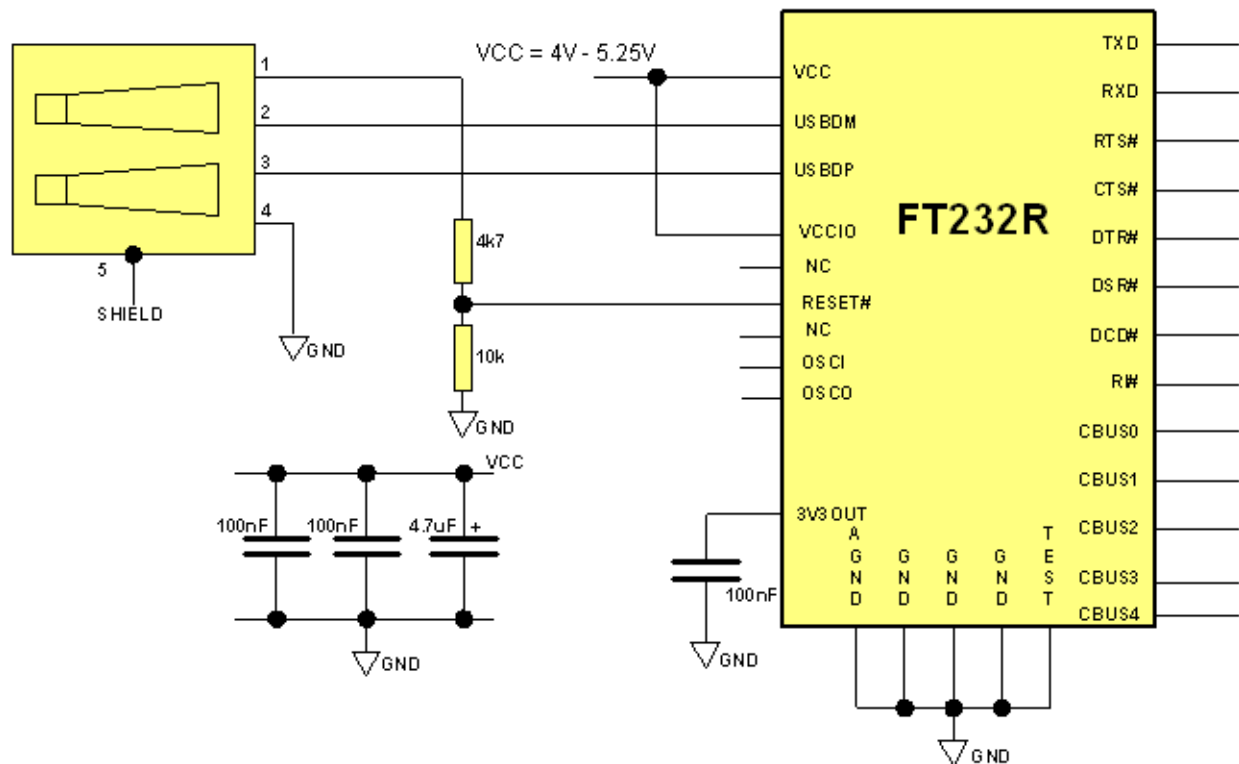 1
2
3
4
5
SHIELD
GND
VCC = 4V - 5.25V
4k7
10k
GND
VCC
100nF
100nF
4.7uF +
GND
100nF
GND
FT232R
VCC
USBDM
USBDP
VCCIO
NC
RESET#
NC
OSCI
OSCO
3V3OUT
AGND
GND
GND
GND
TEST
GND
TXD
RXD
RTS#
CTS#
DTR#
DSR#
DCD#
RI#
CBUS0
CBUS1
CBUS2
CBUS3
CBUS4